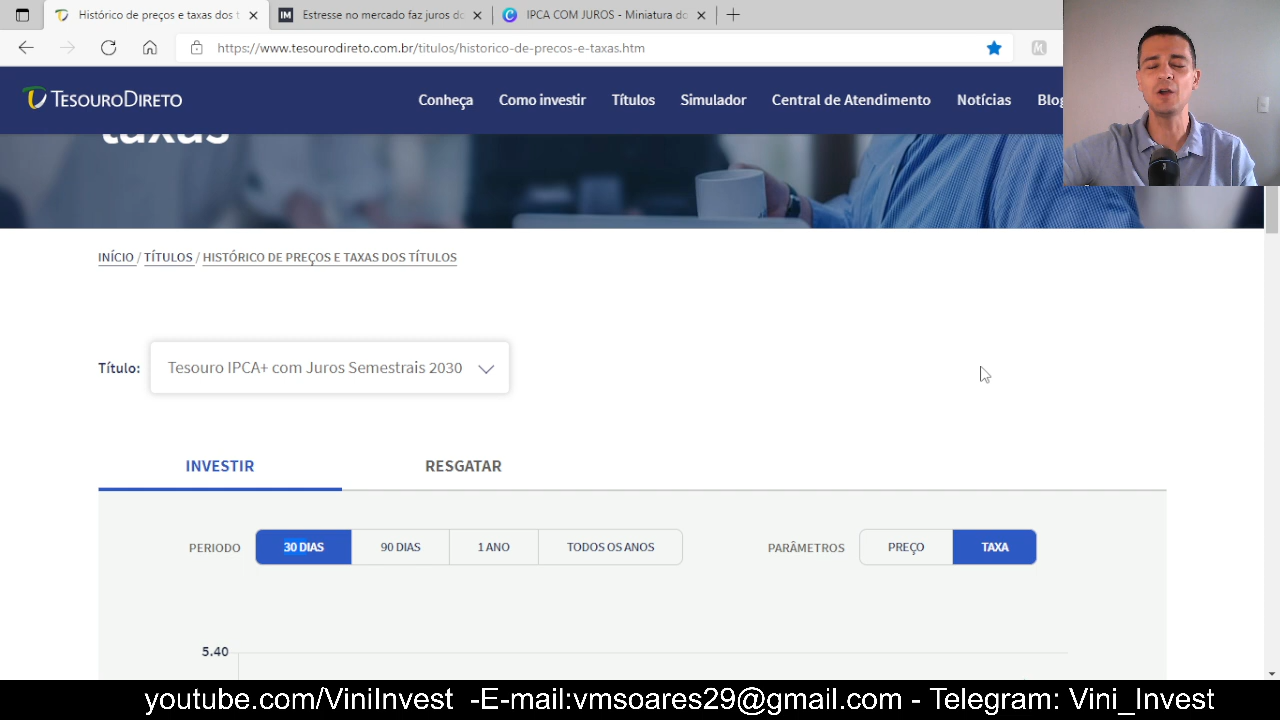 Histórico de preços e taxas dos t
Estresse no mercado faz juros do
IPCA COM JUROS - Miniatura do
https://www.tesourodireto.com.br/titulos/historico-de-precos-e-taxas.htm
TESOURODIRETO
Conheça
Como investir
Títulos
Simulador
Central de Atendimento
Notícias
Blog
taxas
INÍCIO / TÍTULOS / HISTÓRICO DE PREÇOS E TAXAS DOS TÍTULOS
Título: Tesouro IPCA+ com Juros Semestrais 2030
INVESTIR
RESGATAR
PERIODO 30 DIAS 90 DIAS 1 ANO TODOS OS ANOS PARÂMETROS PREÇO TAXA
5.40
youtube.com/ViniInvest -E-mail:vmsoares29@gmail.com - Telegram: Vini_Invest